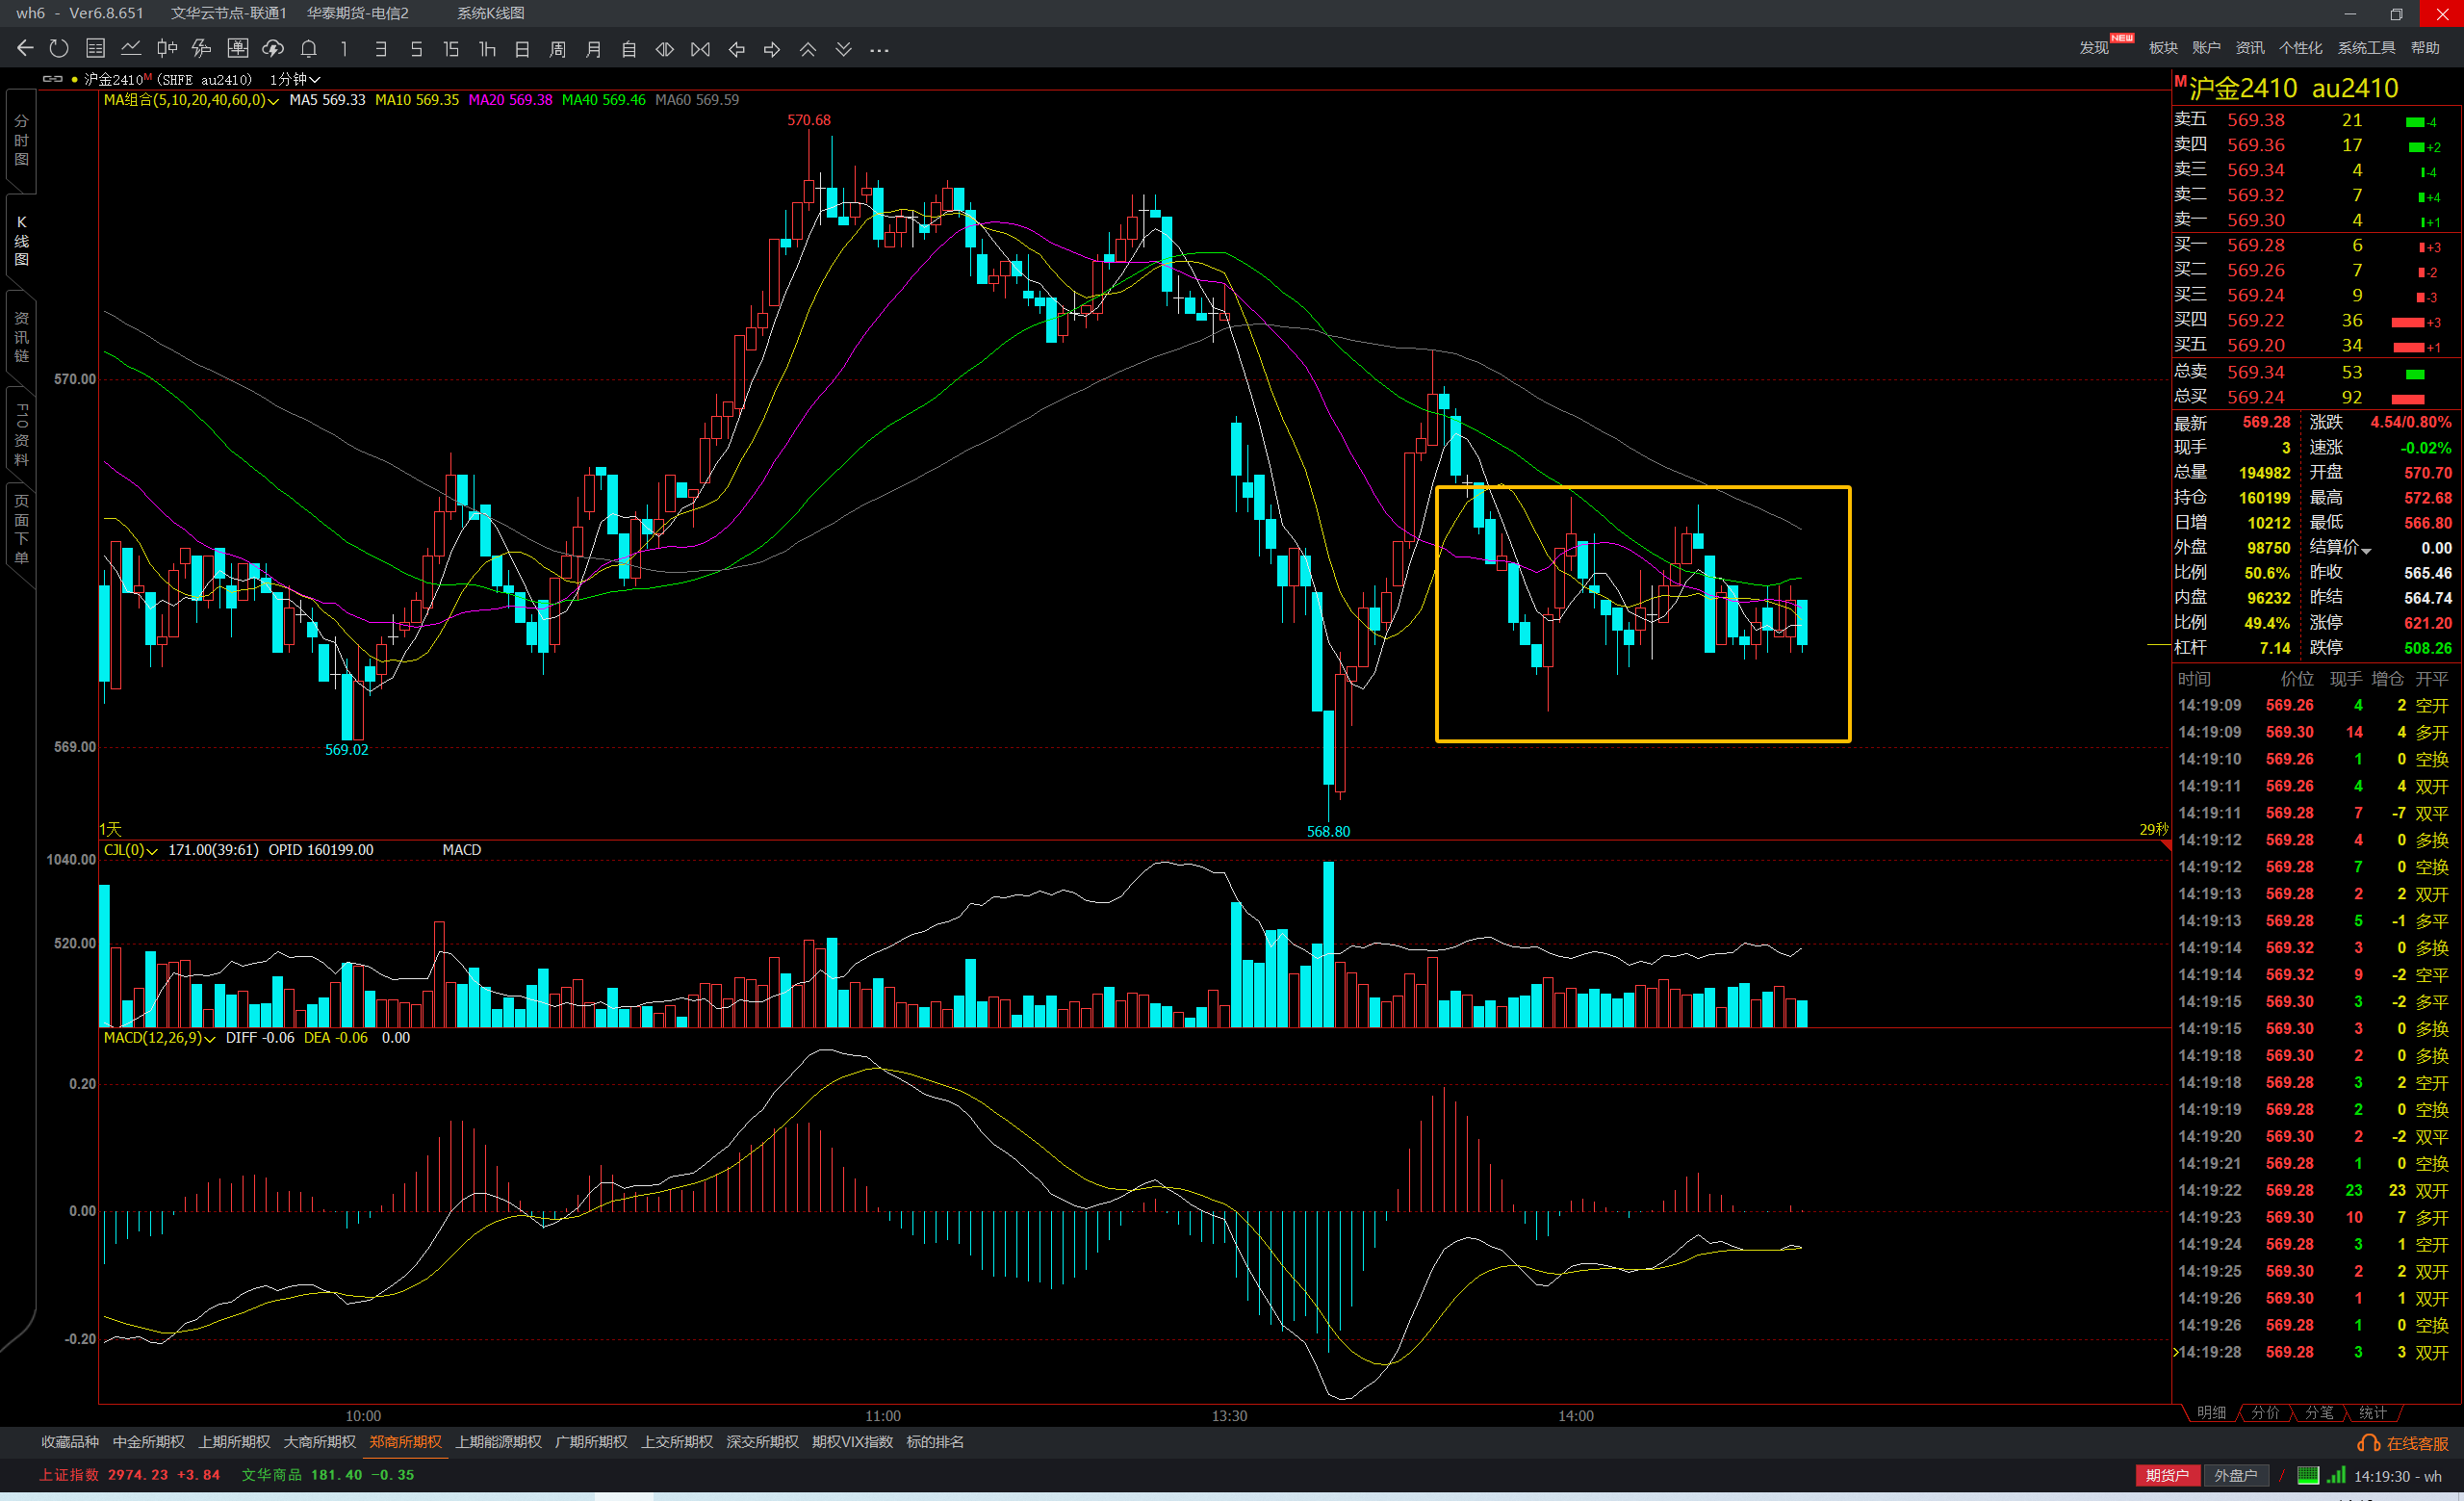 wh6 - Ver6.8.651 文华云节点-联通1 华泰期货-电信2 系统K线图
1 3 5 15 1h 日 周 月 自 ...
发现 NEW 板块 账户 资讯 个性化 系统工具 帮助
沪金2410M (SHFE au2410) 1分钟
分时图
K线图
资讯链
F10资料
页面下单
MA组合(5,10,20,40,60,0) MA5 569.33 MA10 569.35 MA20 569.38 MA40 569.46 MA60 569.59
570.68
570.00
569.00
569.02
568.80
1天
29秒
CJL(0) 171.00(39:61) OPID 160199.00 MACD
1040.00
520.00
MACD(12,26,9) DIFF -0.06 DEA -0.06 0.00
0.20
0.00
-0.20
10:00 11:00 13:30 14:00
M 沪金2410 au2410
卖五 569.38 21 -4
卖四 569.36 17 +2
卖三 569.34 4 -4
卖二 569.32 7 +4
卖一 569.30 4 +1
买一 569.28 6 +3
买二 569.26 7 -2
买三 569.24 9 -3
买四 569.22 36 +3
买五 569.20 34 +1
总卖 569.34 53
总买 569.24 92
最新 569.28 涨跌 4.54/0.80%
现手 3 速涨 -0.02%
总量 194982 开盘 570.70
持仓 160199 最高 572.68
日增 10212 最低 566.80
外盘 98750 结算价 0.00
比例 50.6% 昨收 565.46
内盘 96232 昨结 564.74
比例 49.4% 涨停 621.20
杠杆 7.14 跌停 508.26
时间 价位 现手 增仓 开平
14:19:09 569.26 4 2 空开
14:19:09 569.30 14 4 多开
14:19:10 569.26 1 0 空换
14:19:11 569.26 4 4 双开
14:19:11 569.28 7 -7 双平
14:19:12 569.28 4 0 多换
14:19:12 569.28 7 0 空换
14:19:13 569.28 2 2 双开
14:19:13 569.28 5 -1 多平
14:19:14 569.32 3 0 多换
14:19:14 569.32 9 -2 空平
14:19:15 569.30 3 -2 多平
14:19:15 569.30 3 0 多换
14:19:18 569.30 2 0 多换
14:19:18 569.28 3 2 空开
14:19:19 569.28 2 0 空换
14:19:20 569.30 2 -2 双平
14:19:21 569.28 1 0 空换
14:19:22 569.28 23 23 双开
14:19:23 569.30 10 7 多开
14:19:24 569.28 3 1 空开
14:19:25 569.30 2 2 双开
14:19:26 569.30 1 1 双开
14:19:26 569.28 1 0 空换
14:19:28 569.28 3 3 双开
明细 分价 分笔 统计
收藏品种 中金所期权 上期所期权 大商所期权 郑商所期权 上期能源期权 广期所期权 上交所期权 深交所期权 期权VIX指数 标的排名
在线客服
上证指数 2974.23 +3.84 文华商品 181.40 -0.35
期货户 外盘户 14:19:30 - wh